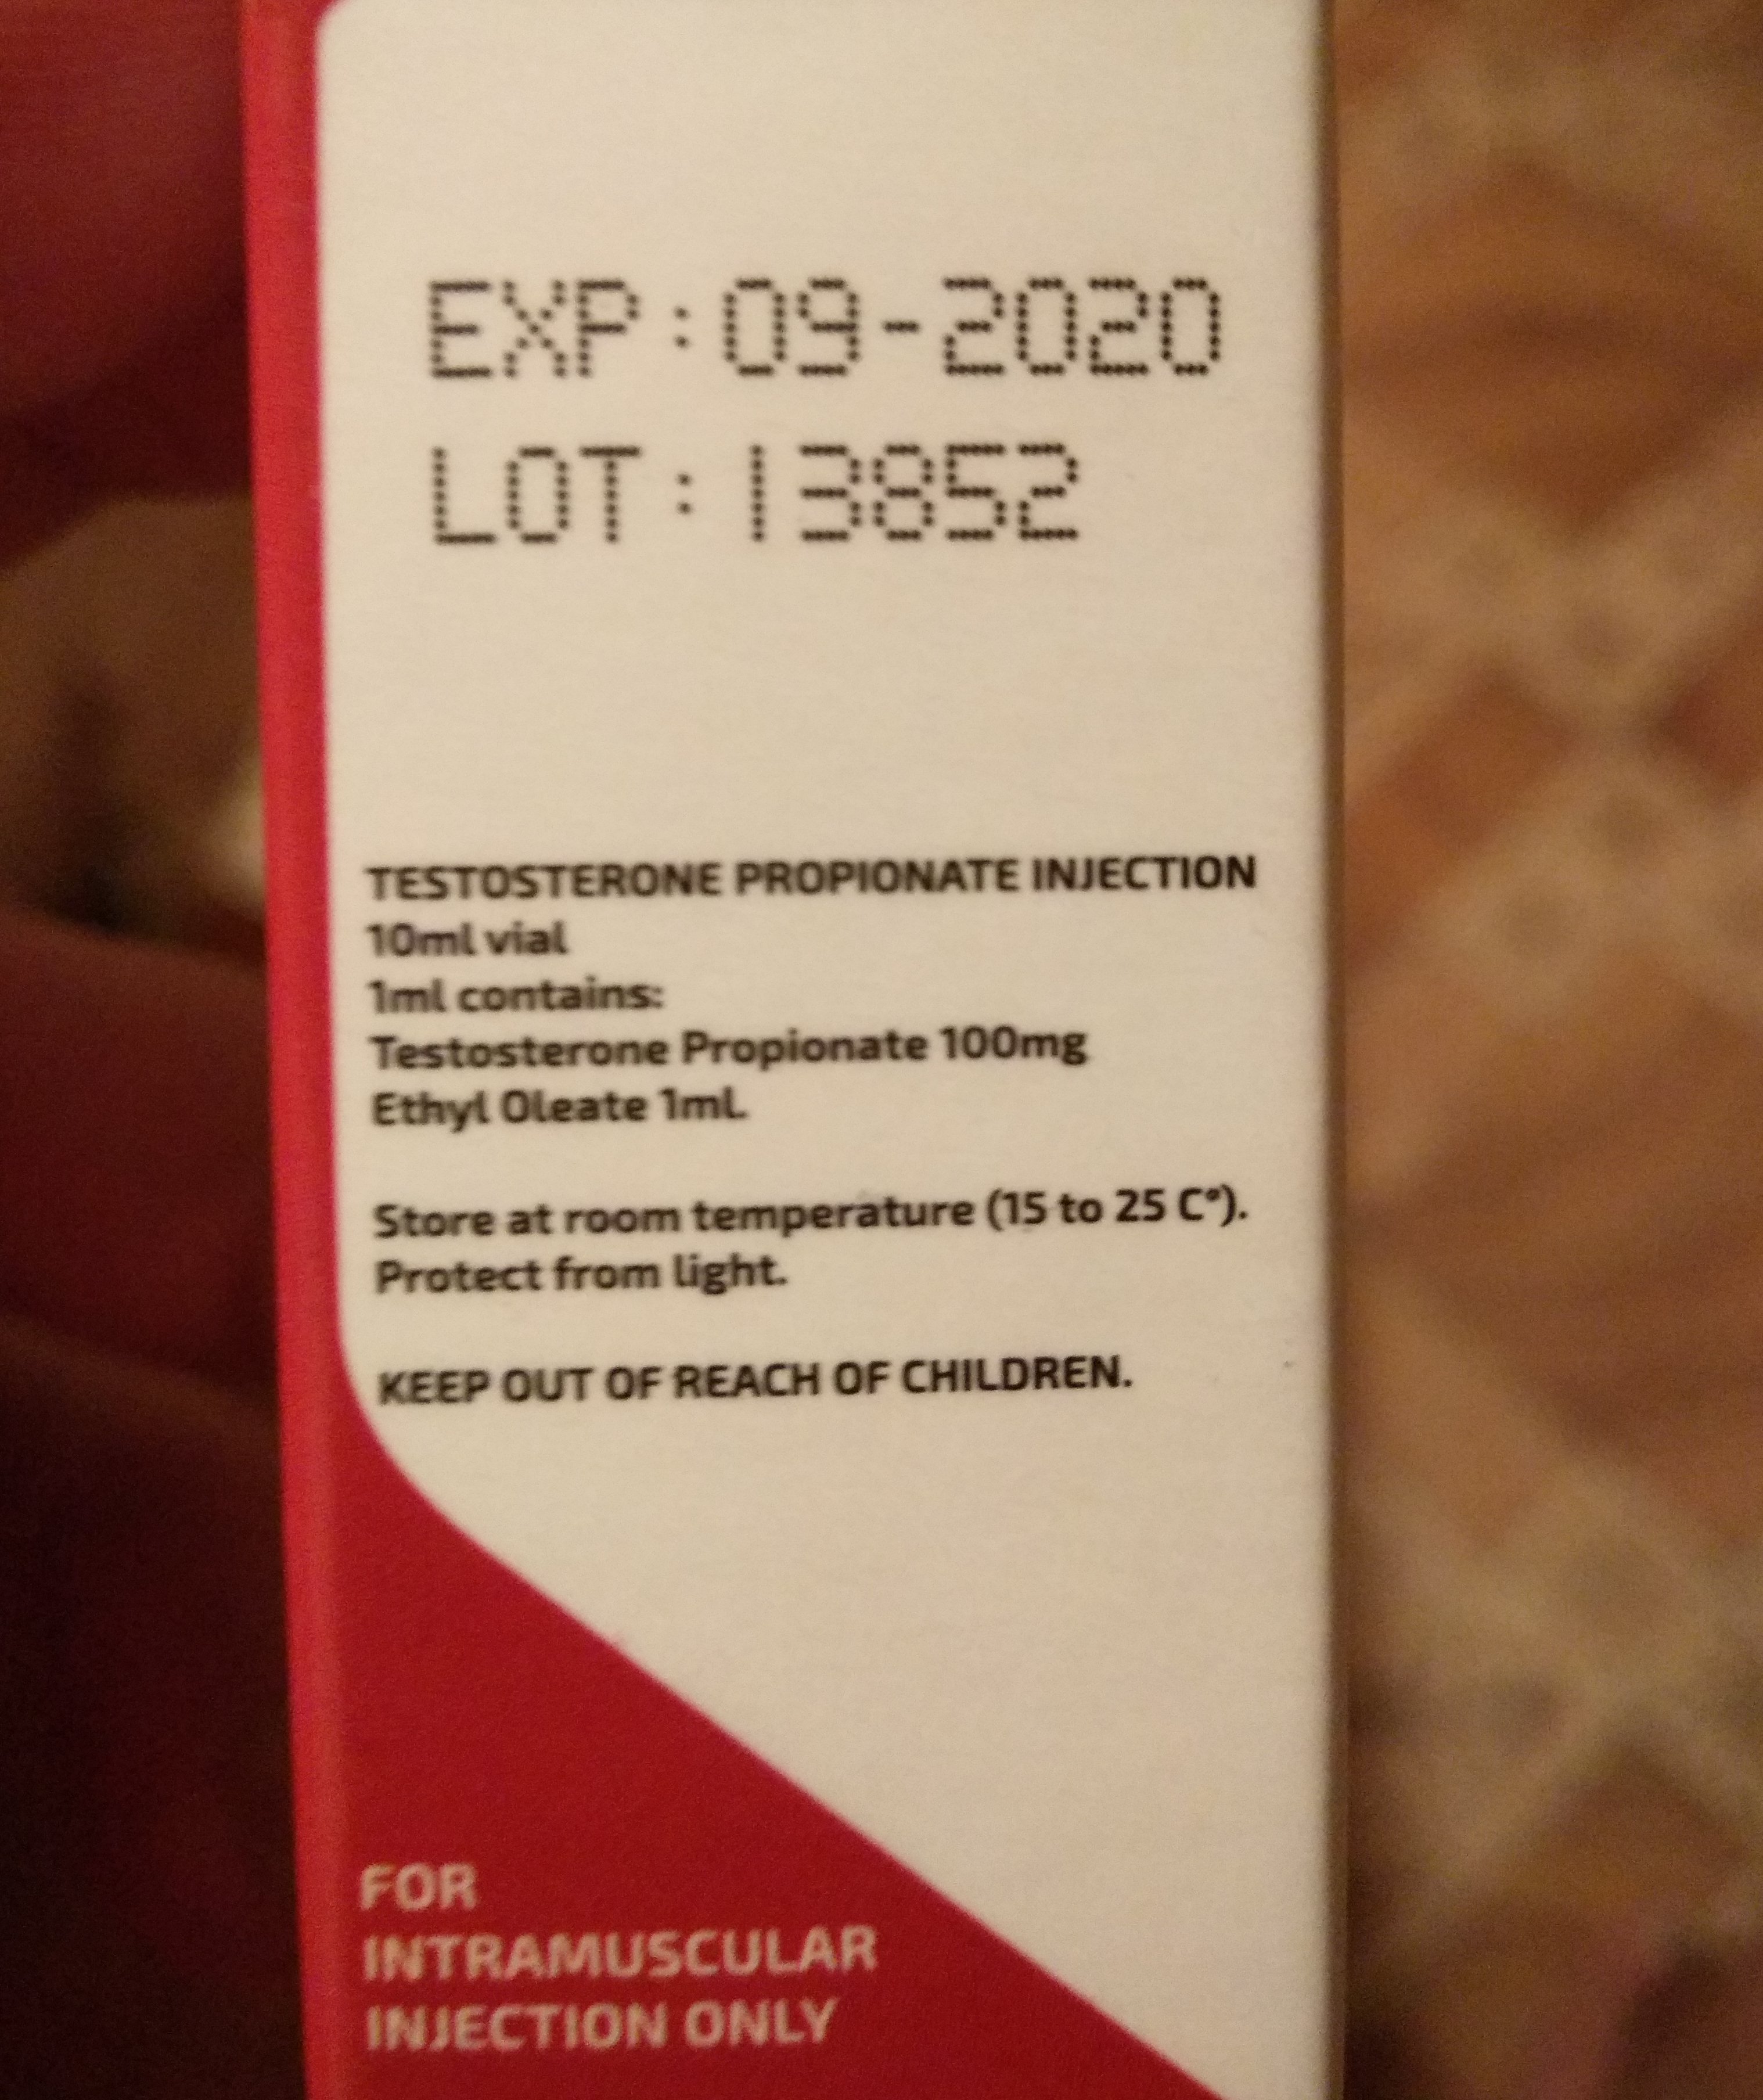 EXP:09-2020
LOT:13852
TESTOSTERONE PROPIONATE INJECTION
10ml vial
1ml contains:
Testosterone Propionate 100mg
Ethyl Oleate 1ml.
Store at room temperature (15 to 25 C°).
Protect from light.
KEEP OUT OF REACH OF CHILDREN.
FOR
INTRAMUSCULAR
INJECTION ONLY